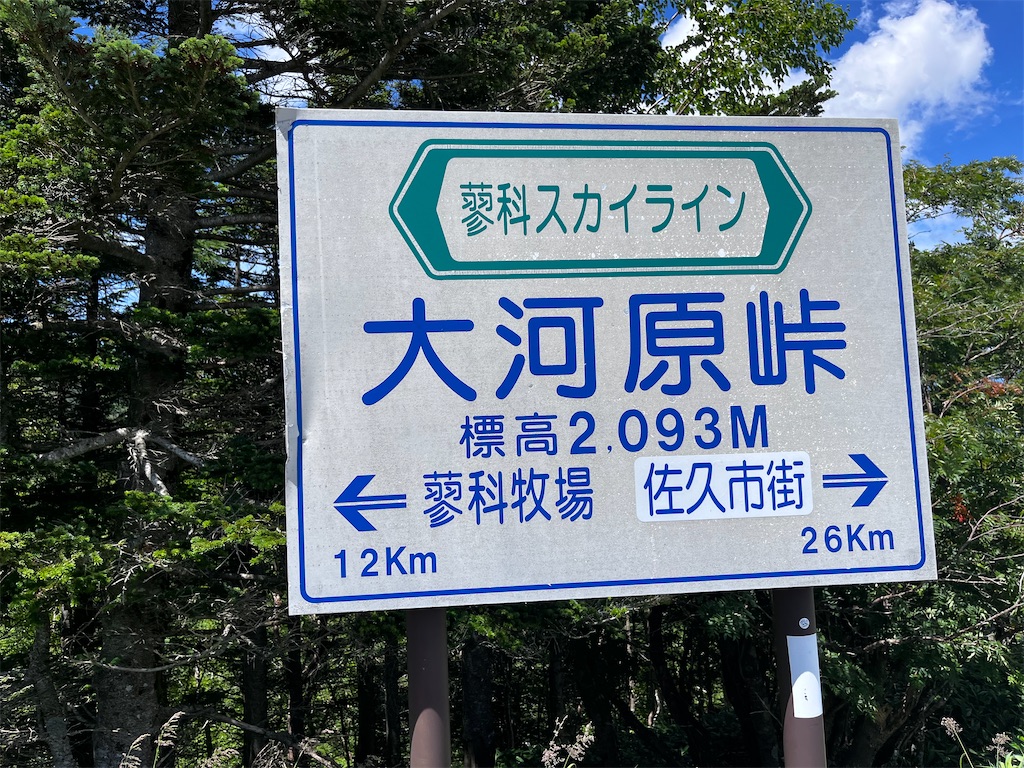 蓼科スカイライン
大河原峠
標高2,093M
← 蓼科牧場 佐久市街 →
12Km 26Km